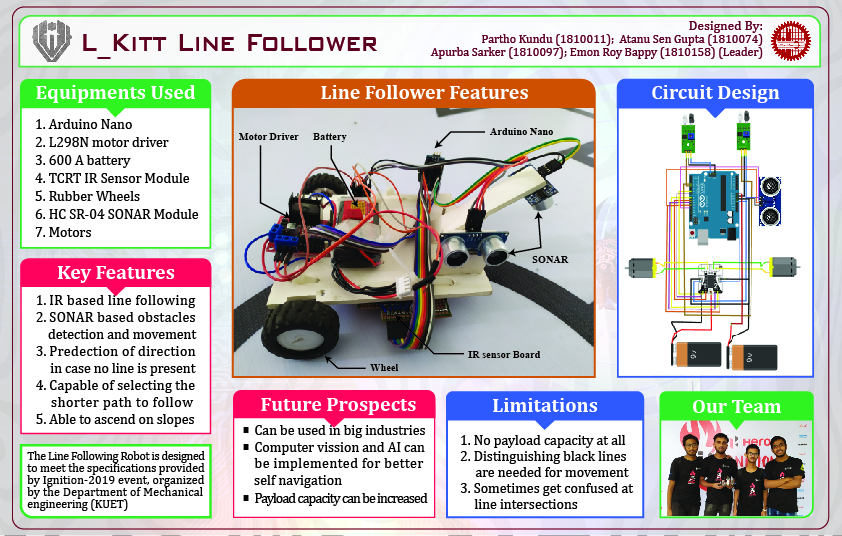 L_Kitt Line Follower
Designed By:
Partho Kundu (1810011); Atanu Sen Gupta (1810074)
Apurba Sarker (1810097); Emon Roy Bappy (1810158) (Leader)
Equipments Used
1. Arduino Nano
2. L298N motor driver
3. 600 A battery
4. TCRT IR Sensor Module
5. Rubber Wheels
6. HC SR-04 SONAR Module
7. Motors
Key Features
1. IR based line following
2. SONAR based obstacles
detection and movement
3. Predection of direction
in case no line is present
4. Capable of selecting the
shorter path to follow
5. Able to ascend on slopes
The Line Following Robot is designed
to meet the specifications provided
by Ignition-2019 event, organized
by the Department of Mechanical
engineering (KUET)
Line Follower Features
Motor Driver
Battery
Arduino Nano
SONAR
IR sensor Board
Wheel
Circuit Design
9v
9v
Future Prospects
▪ Can be used in big industries
▪ Computer vission and AI can
be implemented for better
self navigation
▪ Payload capacity can be increased
Limitations
1. No payload capacity at all
2. Distinguishing black lines
are needed for movement
3. Sometimes get confused at
line intersections
Our Team